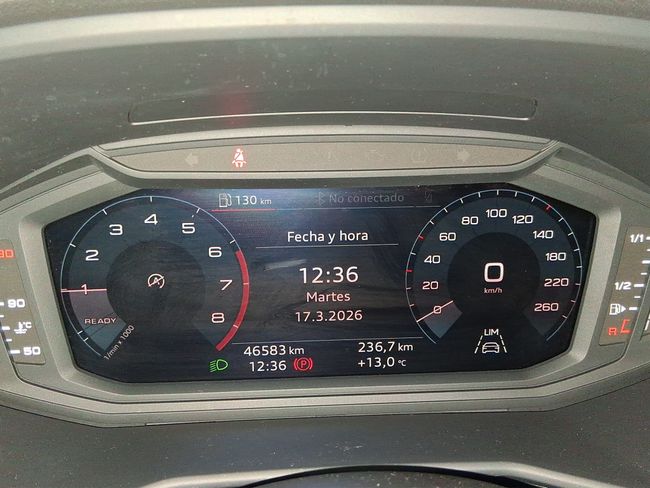 130 km
No conectado
Fecha y hora
12:36
Martes
17.3.2026
46583 km
236,7 km
12:36
(P)
+13,0 °C
1
2
3
4
5
6
7
8
READY
1/min x 1000
0
20
40
60
80
100
120
140
180
220
260
0
km/h
LIM
90
°C
50
1/1
1/2